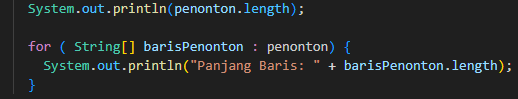 System.out.println(penonton.length);
for ( String[] barisPenonton : penonton) {
System.out.println("Panjang Baris: " + barisPenonton.length);
}